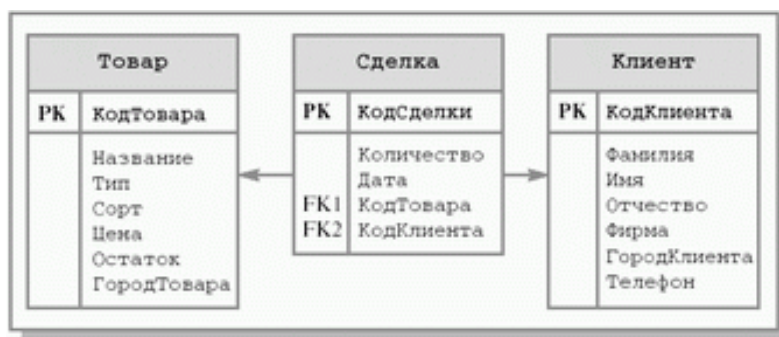 Товар
PK КодТовара
Название
Тип
Сорт
Цена
Остаток
ГородТовара
Сделка
PK КодСделки
Количество
Дата
FK1 КодТовара
FK2 КодКлиента
Клиент
PK КодКлиента
Фамилия
Имя
Отчество
Фирма
ГородКлиента
Телефон